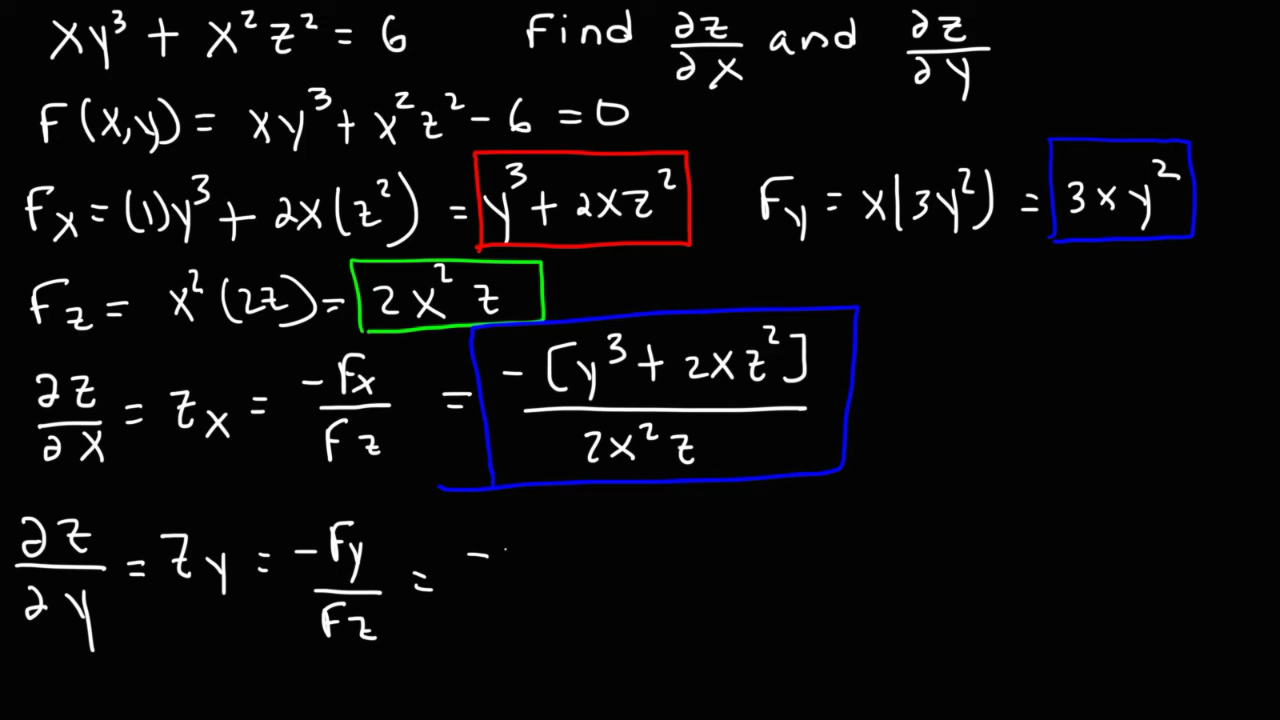 xy³ + x²z² = 6 Find ∂z/∂x and ∂z/∂y
F(x,y) = xy³ + x²z² - 6 = 0
Fx = (1)y³ + 2x(z²) = y³ + 2xz² Fy = x(3y²) = 3xy²
Fz = x²(2z) = 2x²z
∂z/∂x = zx = -Fx/Fz = -[y³ + 2xz²]/2x²z
∂z/∂y = zy = -Fy/Fz = -